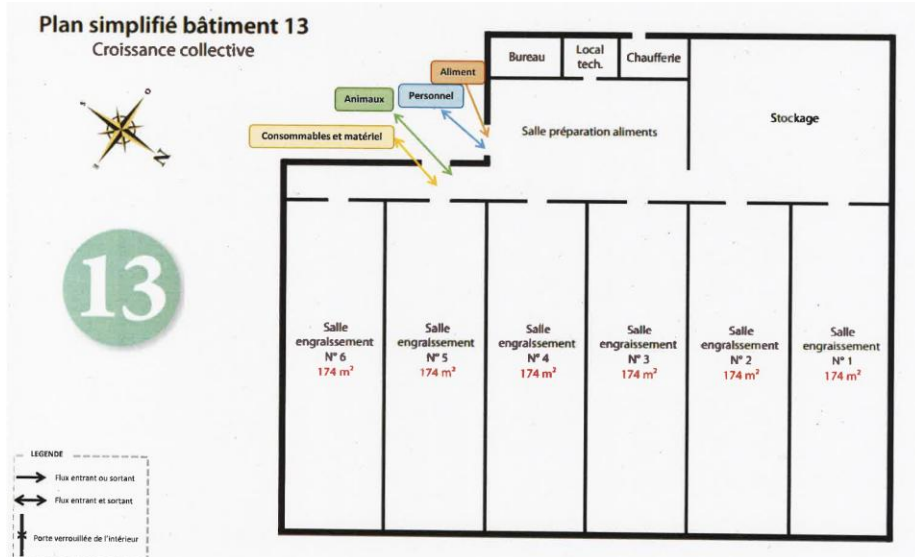 Plan simplifié bâtiment 13
Croissance collective
Aliment
Animaux
Personnel
Consommables et matériel
Bureau
Local
tech.
Chaufferie
Salle préparation aliments
Stockage
N
13
Salle
engraissement
N° 6
174 m²
Salle
engraissement
N° 5
174 m²
Salle
engraissement
N° 4
174 m²
Salle
engraissement
N° 3
174 m²
Salle
engraissement
N° 2
174 m²
Salle
engraissement
N° 1
174 m²
LEGENDE
Flux entrant ou sortant
Flux entrant et sortant
Porte verrouillée de l'intérieur